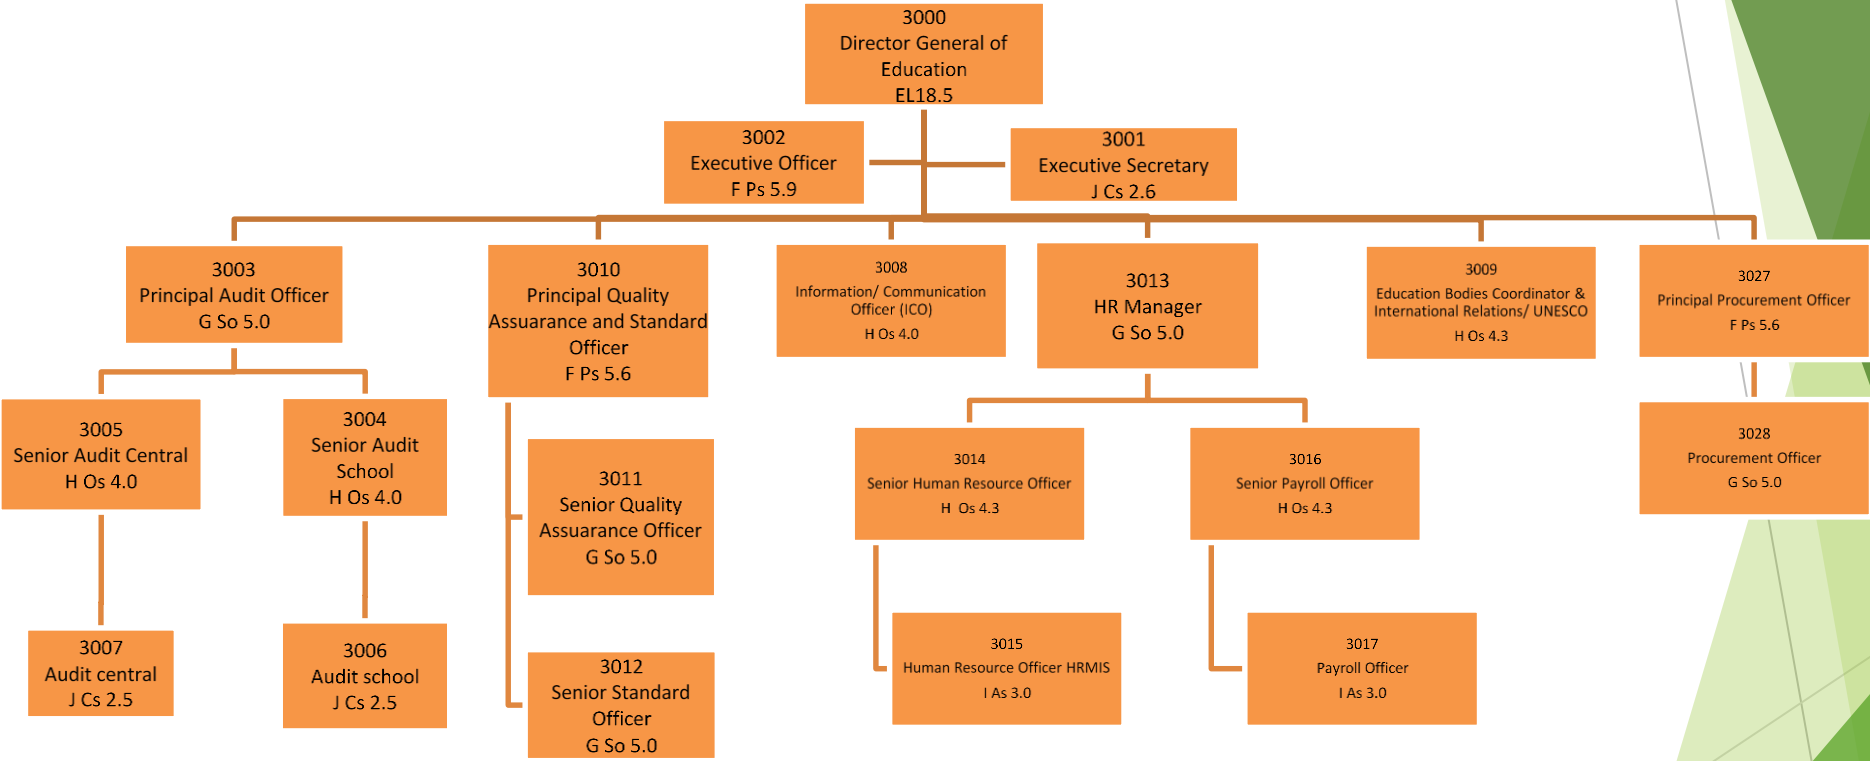 3000
Director General of
Education
EL18.5
3002
Executive Officer
F Ps 5.9
3001
Executive Secretary
J Cs 2.6
3003
Principal Audit Officer
G So 5.0
3010
Principal Quality
Assuarance and Standard
Officer
F Ps 5.6
3008
Information/ Communication
Officer (ICO)
H Os 4.0
3013
HR Manager
G So 5.0
3009
Education Bodies Coordinator &
International Relations/ UNESCO
H Os 4.3
3027
Principal Procurement Officer
F Ps 5.6
3005
Senior Audit Central
H Os 4.0
3004
Senior Audit
School
H Os 4.0
3011
Senior Quality
Assuarance Officer
G So 5.0
3014
Senior Human Resource Officer
H  Os 4.3
3016
Senior Payroll Officer
H Os 4.3
3028
Procurement Officer
G So 5.0
3007
Audit central
J Cs 2.5
3006
Audit school
J Cs 2.5
3012
Senior Standard
Officer
G So 5.0
3015
Human Resource Officer HRMIS
I As 3.0
3017
Payroll Officer
I As 3.0